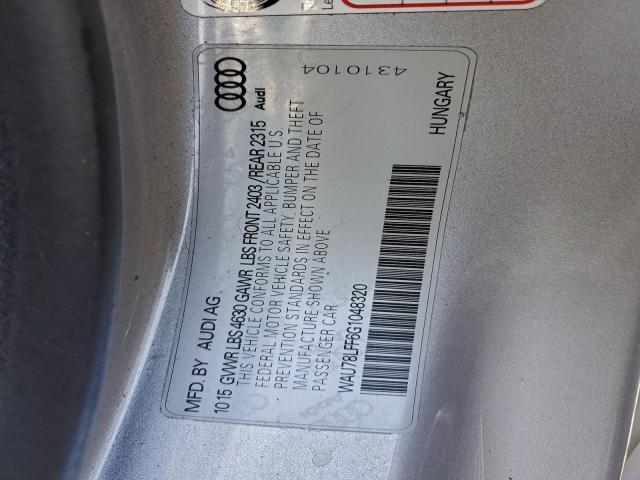 MFD. BY AUDI AG
10 15 GVWR LBS 4630 GAWR LBS FRONT 2403 /REAR 2315
THIS VEHICLE CONFORMS TO ALL APPLICABLE U.S.
FEDERAL MOTOR VEHICLE SAFETY, BUMPER AND THEFT
PREVENTION STANDARDS IN EFFECT ON THE DATE OF
MANUFACTURE SHOWN ABOVE
PASSENGER CAR
WAU78LFF6G1048320
Audi
4310104
HUNGARY